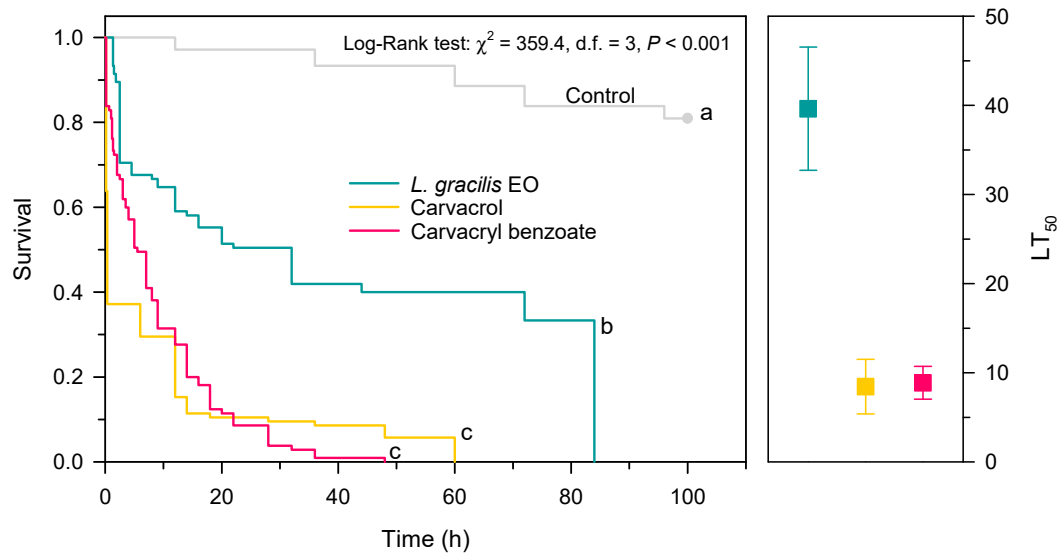 Log-Rank test: χ² = 359.4, d.f. = 3, P < 0.001
Control
a
L. gracilis EO
Carvacrol
Carvacryl benzoate
b
c
c
Survival
1.0
0.8
0.6
0.4
0.2
0.0
0
20
40
60
80
100
Time (h)
50
40
30
20
10
0
LT₅₀